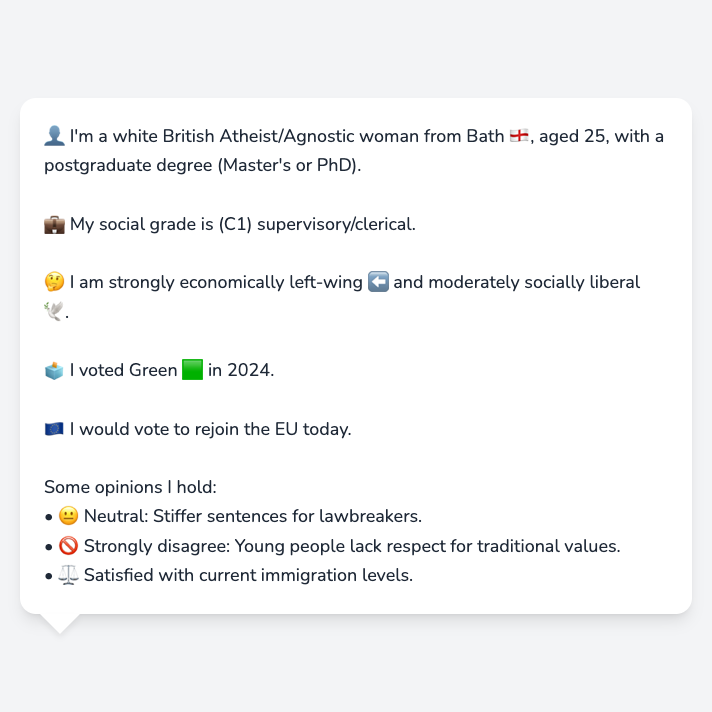 👤 I'm a white British Atheist/Agnostic woman from Bath 🏴󠁧󠁢󠁥󠁮󠁧󠁿, aged 25, with a
postgraduate degree (Master's or PhD).
💼 My social grade is (C1) supervisory/clerical.
🤔 I am strongly economically left-wing ⬅️ and moderately socially liberal
🕊️.
🗳️ I voted Green 🟩 in 2024.
🇪🇺 I would vote to rejoin the EU today.
Some opinions I hold:
• 😐 Neutral: Stiffer sentences for lawbreakers.
• 🚫 Strongly disagree: Young people lack respect for traditional values.
• ⚖️ Satisfied with current immigration levels.